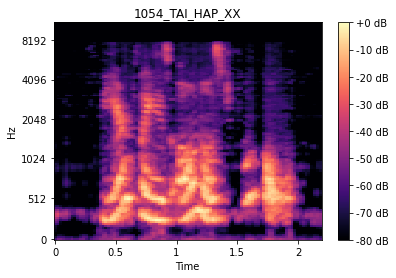 1054_TAI_HAP_XX
+0 dB
8192
-10 dB
4096
-20 dB
-30 dB
2048
-40 dB
Hz
1024
-50 dB
512
-60 dB
-70 dB
0
-80 dB
0
0.5
1
1.5
2
Time